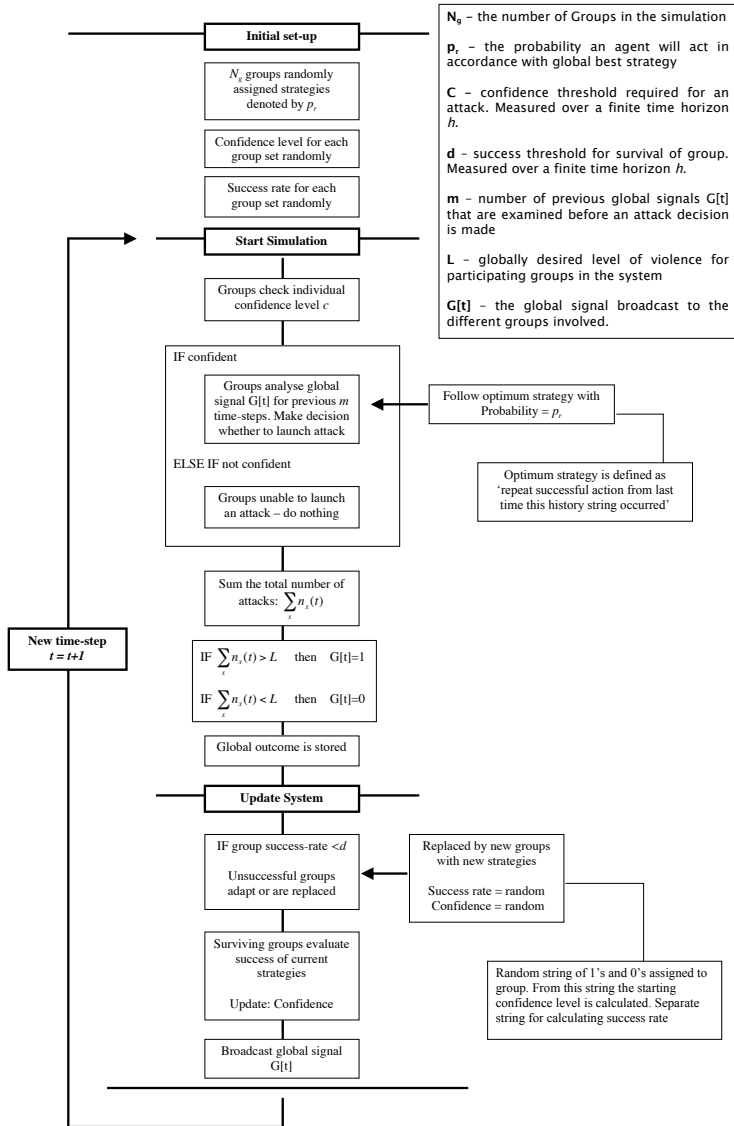 Initial set-up
N_g groups randomly
assigned strategies
denoted by p_r
Confidence level for each
group set randomly
Success rate for each
group set randomly
Start Simulation
Groups check individual
confidence level c
IF confident
Groups analyse global
signal G[t] for previous m
time-steps. Make decision
whether to launch attack
ELSE IF not confident
Groups unable to launch
an attack – do nothing
Follow optimum strategy with
Probability = p_r
Optimum strategy is defined as
‘repeat successful action from last
time this history string occurred’
Sum the total number of
attacks: ∑_x n_x(t)
IF ∑_x n_x(t) > L then G[t]=1
IF ∑_x n_x(t) < L then G[t]=0
Global outcome is stored
New time-step
t = t+1
Update System
IF group success-rate <d
Unsuccessful groups
adapt or are replaced
Replaced by new groups
with new strategies
Success rate = random
Confidence = random
Random string of 1’s and 0’s assigned to
group. From this string the starting
confidence level is calculated. Separate
string for calculating success rate
Surviving groups evaluate
success of current
strategies
Update: Confidence
Broadcast global signal
G[t]
N_g – the number of Groups in the simulation
p_r – the probability an agent will act in
accordance with global best strategy
C – confidence threshold required for an
attack. Measured over a finite time horizon
h.
d – success threshold for survival of group.
Measured over a finite time horizon h.
m – number of previous global signals G[t]
that are examined before an attack decision
is made
L – globally desired level of violence for
participating groups in the system
G[t] – the global signal broadcast to the
different groups involved.